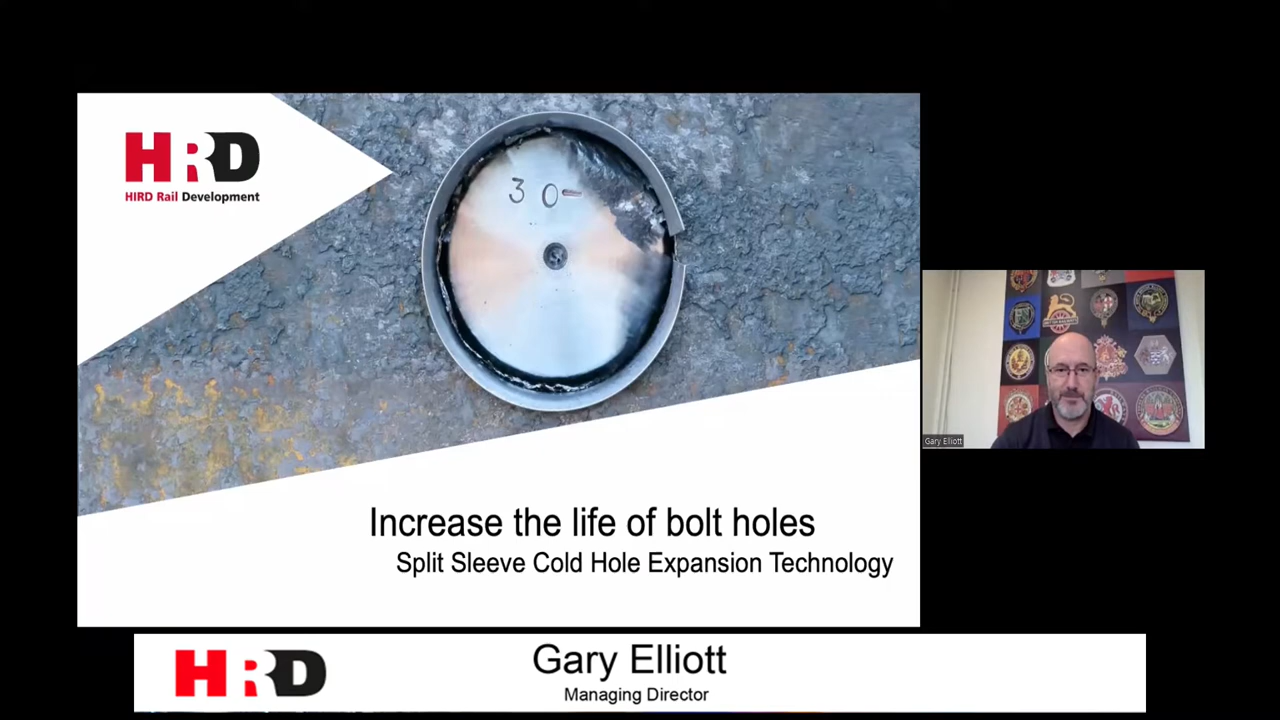 HRD
HIRD Rail Development
30-
Increase the life of bolt holes
Split Sleeve Cold Hole Expansion Technology
Gary Elliott
HRD
Gary Elliott
Managing Director